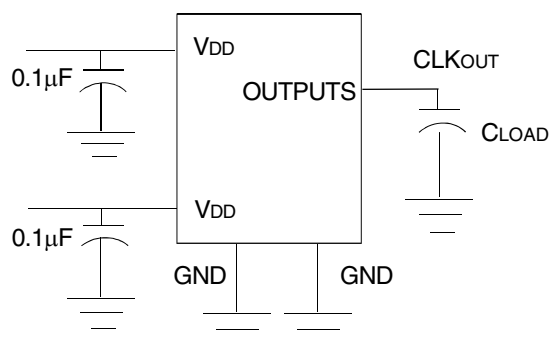 VDD
CLKOUT
0.1μF
OUTPUTS
CLOAD
VDD
0.1μF
GND
GND